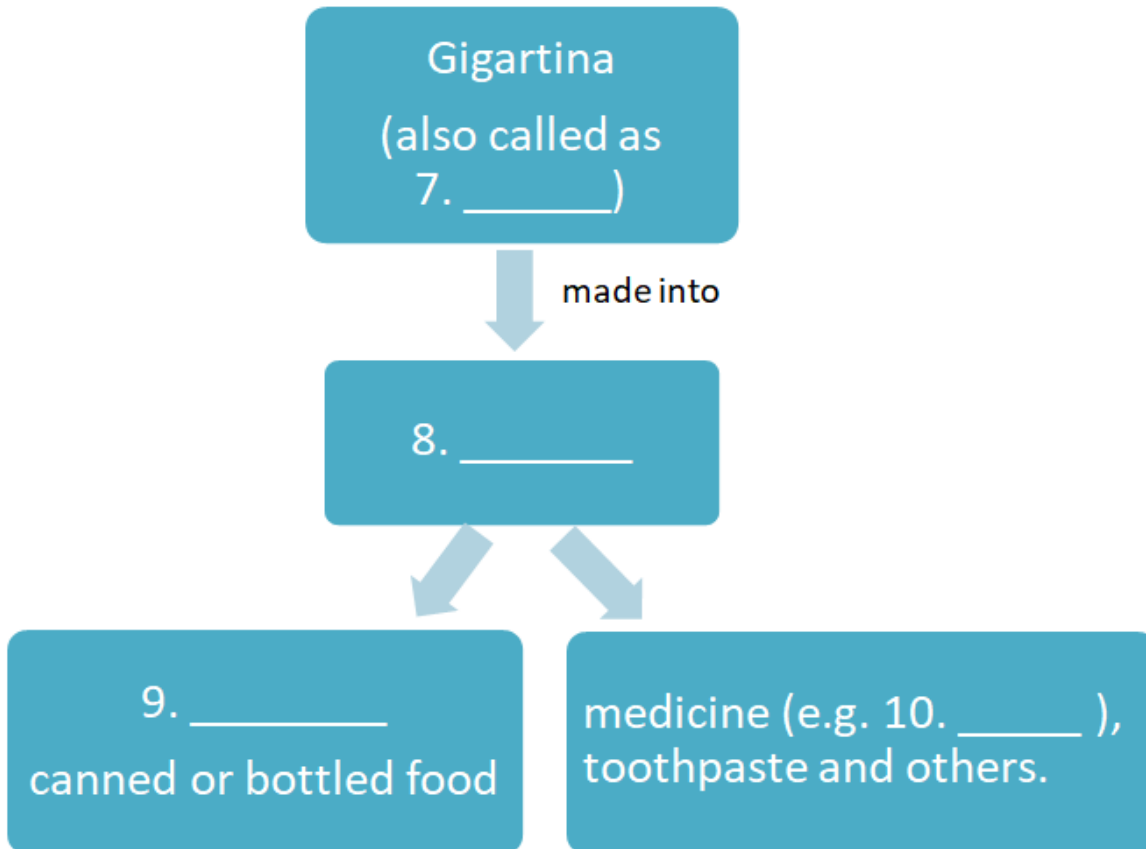 Gigartina
(also called as
7. ______)
made into
8. _______
9. ________
canned or bottled food
medicine (e.g. 10. _____ ),
toothpaste and others.